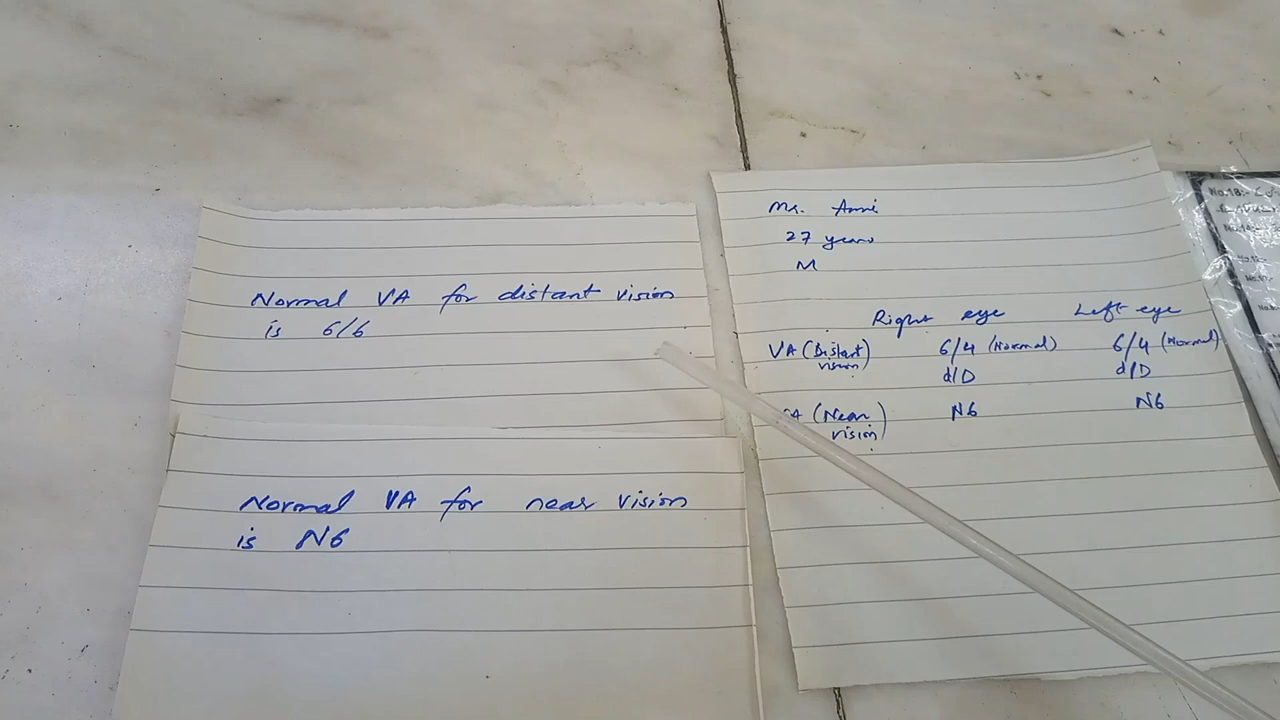 Normal VA for distant vision
is 6/6
Normal VA for near vision
is N6
Mr.
27 years
M
Right eye Left eye
VA (Distant vision) 6/4 (Normal) 6/4 (Normal)
d/D d/D
(Near vision) N6 N6